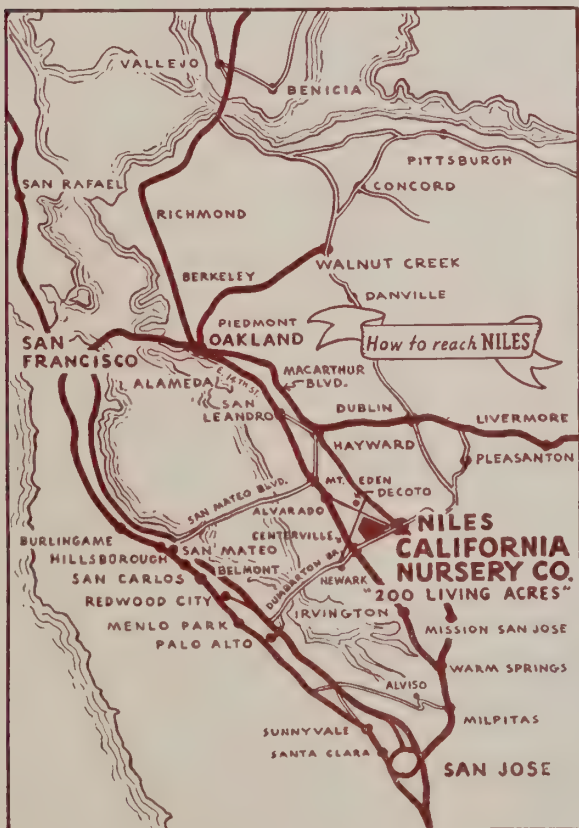 VALLEJO
BENICIA
PITTSBURGH
SAN RAFAEL
CONCORD
RICHMOND
WALNUT CREEK
BERKELEY
DANVILLE
PIEDMONT
SAN
FRANCISCO
OAKLAND
How to reach NILES
E. 14TH ST.
ALAMEDA
MACARTHUR
BLVD.
SAN
LEANDRO
DUBLIN
LIVERMORE
HAYWARD
PLEASANTON
MT. EDEN
DECOTO
SAN MATEO BLVD.
ALVARADO
NILES
CALIFORNIA
NURSERY CO.
"200 LIVING ACRES"
CENTERVILLE
BURLINGAME
HILLSBOROUGH
SAN MATEO
BELMONT
DUMBARTON BR.
NEWARK
SAN CARLOS
REDWOOD CITY
IRVINGTON
MENLO PARK
MISSION SAN JOSE
PALO ALTO
WARM SPRINGS
ALVISO
MILPITAS
SUNNYVALE
SANTA CLARA
SAN JOSE